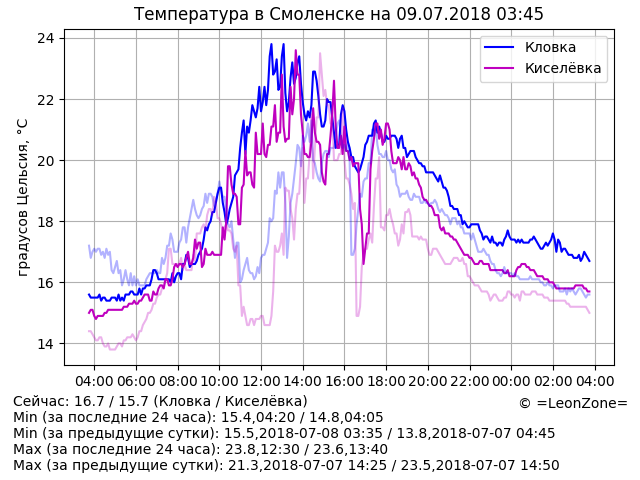 Температура в Смоленске на 09.07.2018 03:45
24
22
20
18
16
14
градусов Цельсия, °C
Кловка
Киселёвка
04:00 06:00 08:00 10:00 12:00 14:00 16:00 18:00 20:00 22:00 00:00 02:00 04:00
Сейчас: 16.7 / 15.7 (Кловка / Киселёвка)
© =LeonZone=
Min (за последние 24 часа): 15.4,04:20 / 14.8,04:05
Min (за предыдущие сутки): 15.5,2018-07-08 03:35 / 13.8,2018-07-07 04:45
Max (за последние 24 часа): 23.8,12:30 / 23.6,13:40
Max (за предыдущие сутки): 21.3,2018-07-07 14:25 / 23.5,2018-07-07 14:50